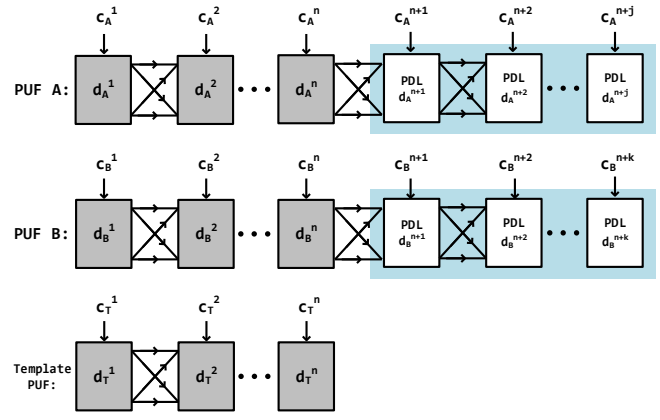 c_A^1 c_A^2 c_A^n c_A^{n+1} c_A^{n+2} c_A^{n+j}
PUF A: d_A^1 d_A^2 ••• d_A^n PDL d_A^{n+1} PDL d_A^{n+2} ••• PDL d_A^{n+j}
c_B^1 c_B^2 c_B^n c_B^{n+1} c_B^{n+2} c_B^{n+k}
PUF B: d_B^1 d_B^2 ••• d_B^n PDL d_B^{n+1} PDL d_B^{n+2} ••• PDL d_B^{n+k}
c_T^1 c_T^2 c_T^n
Template
PUF: d_T^1 d_T^2 ••• d_T^n